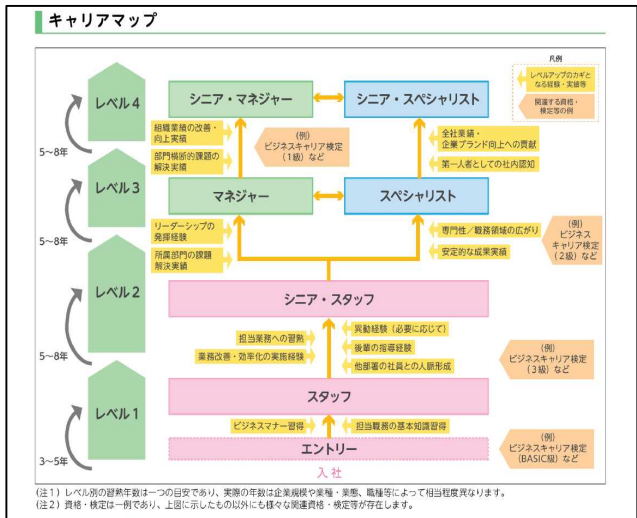 キャリアマップ
凡例
レベルアップのカギと
なる経験・実績等
関連する資格・
検定等の例
レベル4
シニア・マネジャー
シニア・スペシャリスト
組織業績の改善・
向上実績
部門横断的課題の
解決実績
(例)
ビジネスキャリア検定
(1級)など
全社業績・
企業ブランド向上への貢献
第一人者としての社内認知
5~8年
レベル3
マネジャー
スペシャリスト
リーダーシップの
発揮経験
所属部門の課題
解決実績
専門性/職務領域の広がり
安定的な成果実績
(例)
ビジネス
キャリア検定
(2級)など
5~8年
レベル2
シニア・スタッフ
担当業務への習熟
業務改善・効率化の実施経験
異動経験(必要に応じて)
後輩の指導経験
他部署の社員との人脈形成
(例)
ビジネスキャリア検定
(3級)など
5~8年
スタッフ
レベル1
ビジネスマナー習得
担当職務の基本知識習得
エントリー
(例)
ビジネスキャリア検定
(BASIC級)など
3~5年
入社
(注1)レベル別の習熟年数は一つの目安であり、実際の年数は企業規模や業種・業態、職種等によって相当程度異なります。
(注2)資格・検定は一例であり、上図に示したもの以外にも様々な関連資格・検定等が存在します。